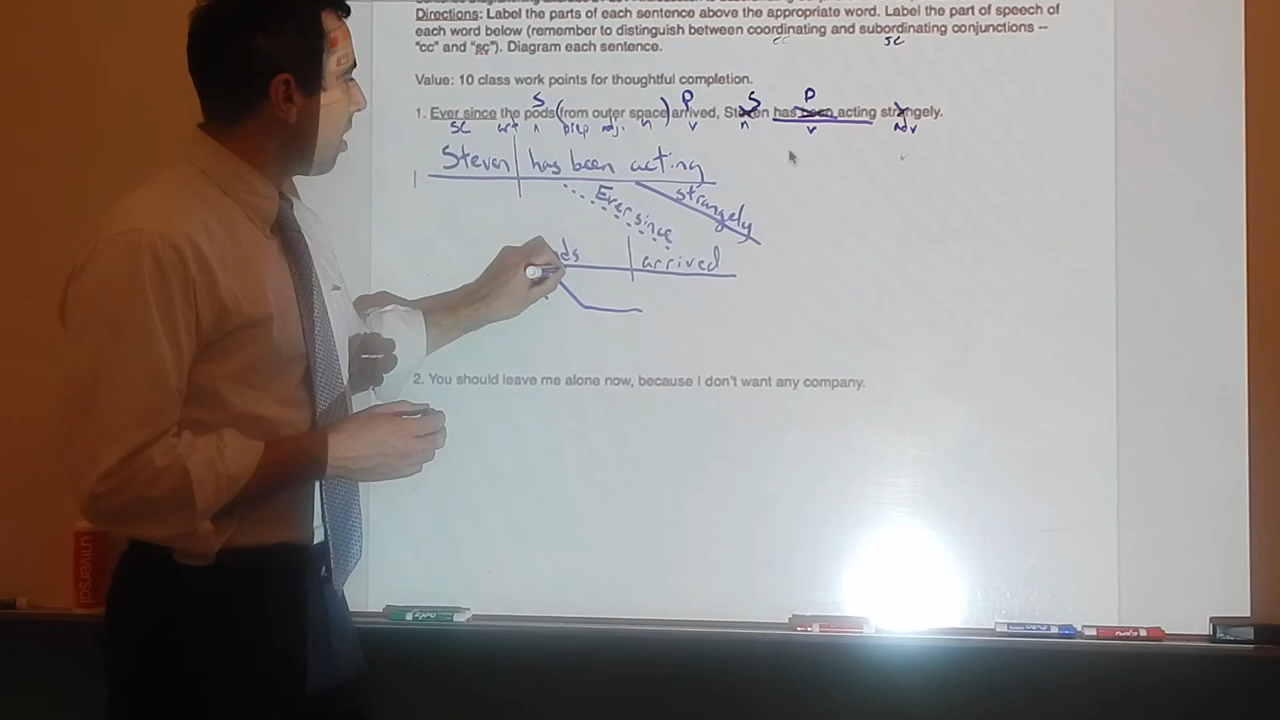 Directions: Label the parts of each sentence above the appropriate word. Label the part of speech of
each word below (remember to distinguish between coordinating and subordinating conjunctions --
cc sc
"cc" and "sc"). Diagram each sentence.
Value: 10 class work points for thoughtful completion.
S P S P
1. Ever since the pods (from outer space) arrived, Steven has been acting strangely.
sc art n prep adj. n v n v adv
Steven has been acting
strangely
Ever since
ds arrived
2. You should leave me alone now, because I don't want any company.
universal
EXPO